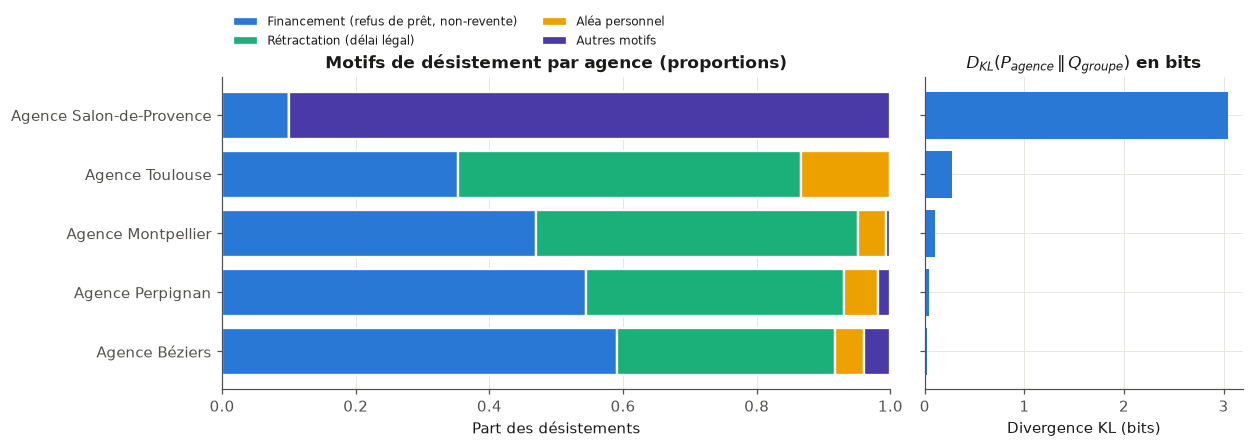 Financement (refus de prêt, non-revente)
Rétractation (délai légal)
Aléa personnel
Autres motifs
Motifs de désistement par agence (proportions)
Agence Salon-de-Provence
Agence Toulouse
Agence Montpellier
Agence Perpignan
Agence Béziers
0.0 0.2 0.4 0.6 0.8 1.0
Part des désistements
D_KL(P_agence ‖ Q_groupe) en bits
0 1 2 3
Divergence KL (bits)